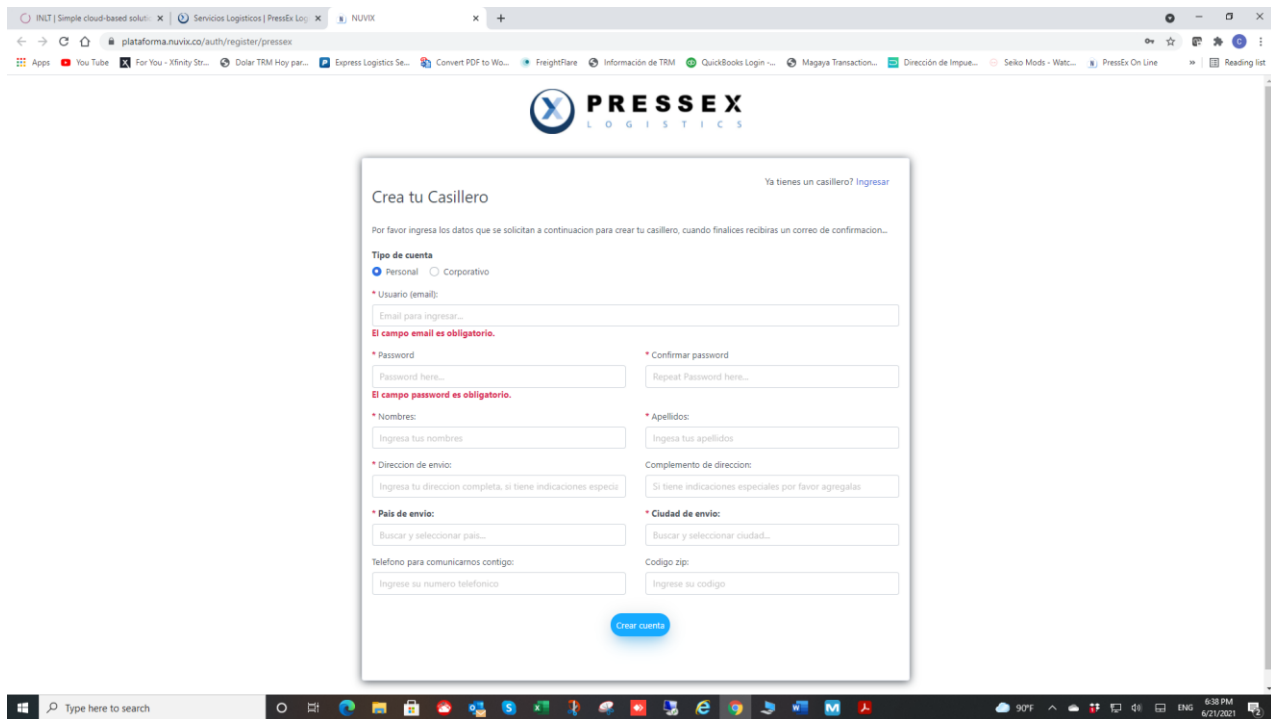 INLT | Simple cloud-based soluti
Servicios Logisticos | PressEx Log
NUVIX
plataforma.nuvix.co/auth/register/pressex
Apps You Tube For You - Xfinity Str... Dolar TRM Hoy par... Express Logistics Se... Convert PDF to Wo... FreightFlare Información de TRM QuickBooks Login -... Magaya Transaction... Dirección de Impue... Seiko Mods - Watc... PressEx On Line » Reading list
PRESSEX
LOGISTICS
Ya tienes un casillero? Ingresar
Crea tu Casillero
Por favor ingresa los datos que se solicitan a continuacion para crear tu casillero, cuando finalices recibiras un correo de confirmacion...
Tipo de cuenta
Personal Corporativo
* Usuario (email):
Email para ingresar...
El campo email es obligatorio.
* Password * Confirmar password
Password here... Repeat Password here...
El campo password es obligatorio.
* Nombres: * Apellidos:
Ingresa tus nombres Ingesa tus apellidos
* Direccion de envio: Complemento de direccion:
Ingresa tu direccion completa, si tiene indicaciones especia Si tiene indicaciones especiales por favor agregalas
* Pais de envio: * Ciudad de envio:
Buscar y seleccionar pais... Buscar y seleccionar ciudad...
Telefono para comunicarnos contigo: Codigo zip:
Ingrese su numero telefonico Ingrese su codigo
Crear cuenta
Type here to search
90°F ENG 6:38 PM
6/21/2021